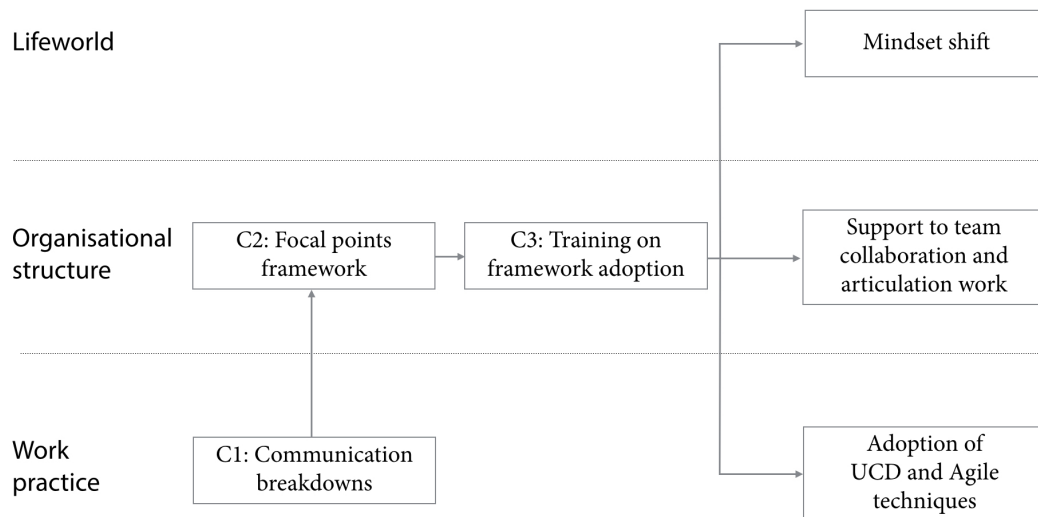 Lifeworld
Mindset shift
Organisational
structure
C2: Focal points
framework
C3: Training on
framework adoption
Support to team
collaboration and
articulation work
Work
practice
C1: Communication
breakdowns
Adoption of
UCD and Agile
techniques